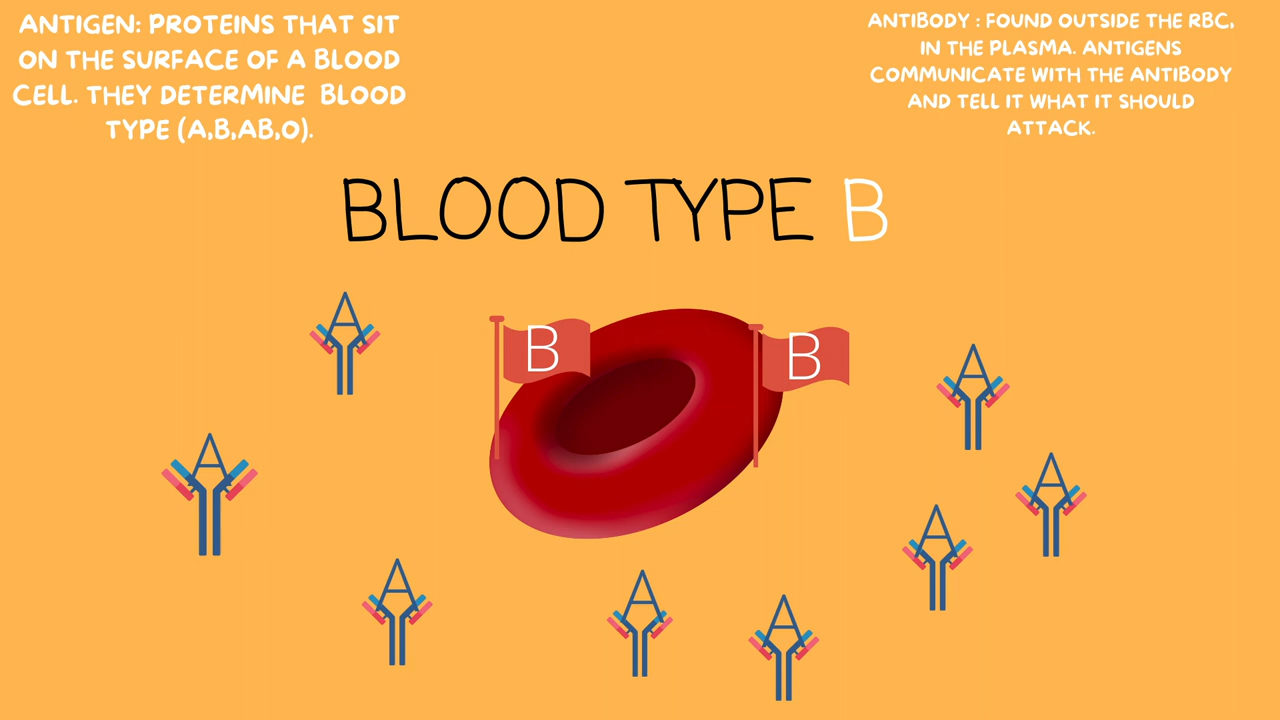 ANTIGEN: PROTEINS THAT SIT
ON THE SURFACE OF A BLOOD
CELL. THEY DETERMINE BLOOD
TYPE (A,B,AB,O).
ANTIBODY : FOUND OUTSIDE THE RBC,
IN THE PLASMA. ANTIGENS
COMMUNICATE WITH THE ANTIBODY
AND TELL IT WHAT IT SHOULD
ATTACK.
BLOOD TYPE B
A
B
B
A
A
A
A
A
A
A